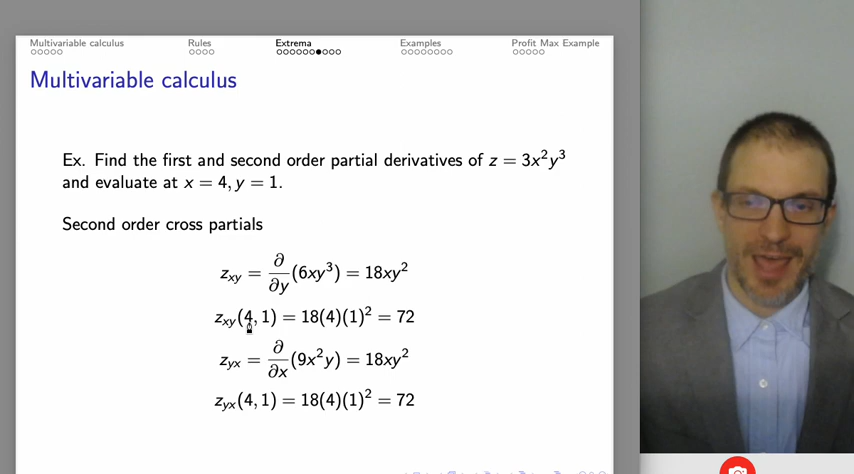 Multivariable calculus Rules Extrema Examples Profit Max Example
Multivariable calculus
Ex. Find the first and second order partial derivatives of z = 3x²y³
and evaluate at x = 4, y = 1.
Second order cross partials
z_xy = ∂/∂y (6xy³) = 18xy²
z_xy(4, 1) = 18(4)(1)² = 72
z_yx = ∂/∂x (9x²y) = 18xy²
z_yx(4, 1) = 18(4)(1)² = 72